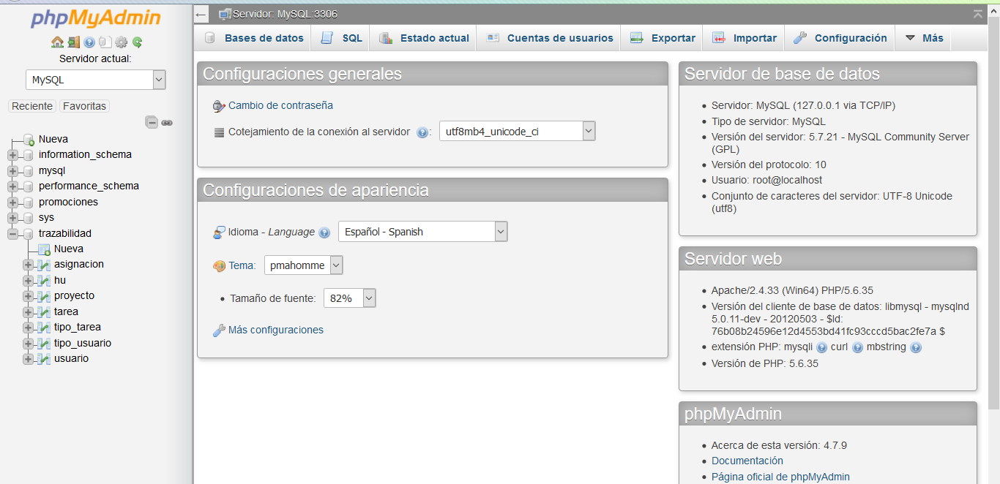 phpMyAdmin
Servidor actual:
MySQL
Reciente Favoritas
Nueva
information_schema
mysql
performance_schema
promociones
sys
trazabilidad
Nueva
asignacion
hu
proyecto
tarea
tipo_tarea
tipo_usuario
usuario
Servidor: MySQL:3306
Bases de datos SQL Estado actual Cuentas de usuarios Exportar Importar Configuración Más
Configuraciones generales
Cambio de contraseña
Cotejamiento de la conexión al servidor : utf8mb4_unicode_ci
Configuraciones de apariencia
Idioma - Language Español - Spanish
Tema: pmahomme
Tamaño de fuente: 82%
Más configuraciones
Servidor de base de datos
Servidor: MySQL (127.0.0.1 via TCP/IP)
Tipo de servidor: MySQL
Versión del servidor: 5.7.21 - MySQL Community Server
(GPL)
Versión del protocolo: 10
Usuario: root@localhost
Conjunto de caracteres del servidor: UTF-8 Unicode
(utf8)
Servidor web
Apache/2.4.33 (Win64) PHP/5.6.35
Versión del cliente de base de datos: libmysql - mysqlnd
5.0.11-dev - 20120503 - $Id:
76b08b24596e12d4553bd41fc93cccd5bac2fe7a $
extensión PHP: mysqli curl mbstring
Versión de PHP: 5.6.35
phpMyAdmin
Acerca de esta versión: 4.7.9
Documentación
Página oficial de phpMyAdmin